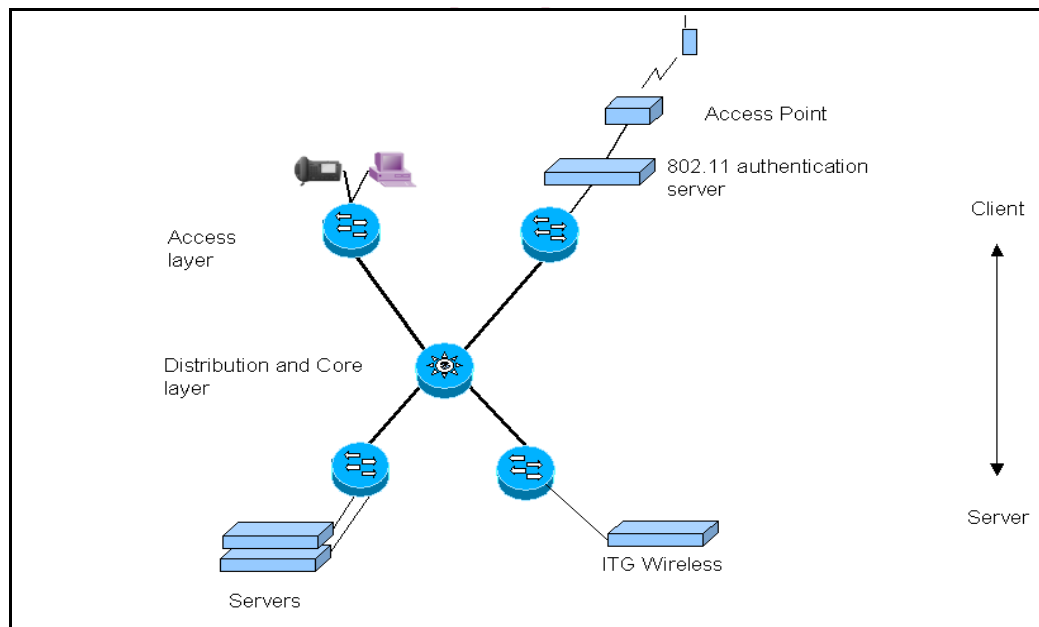 Access Point
802.11 authentication
server
Client
Access
layer
Distribution and Core
layer
Server
ITG Wireless
Servers